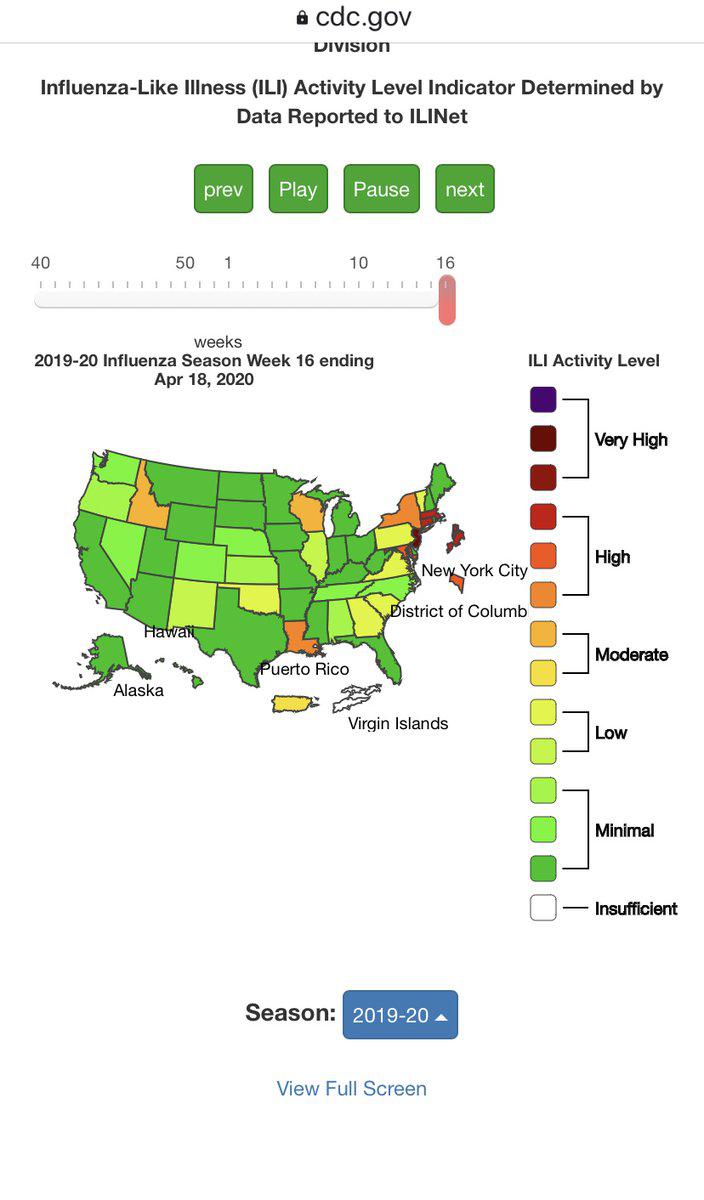 cdc.gov
Division
Influenza-Like Illness (ILI) Activity Level Indicator Determined by
Data Reported to ILINet
prev
Play
Pause
next
40
50
1
10
16
weeks
2019-20 Influenza Season Week 16 ending
Apr 18, 2020
ILI Activity Level
Very High
High
New York City
District of Columb
Hawaii
Moderate
Puerto Rico
Alaska
Virgin Islands
Low
Minimal
Insufficient
Season:
2019-20
View Full Screen